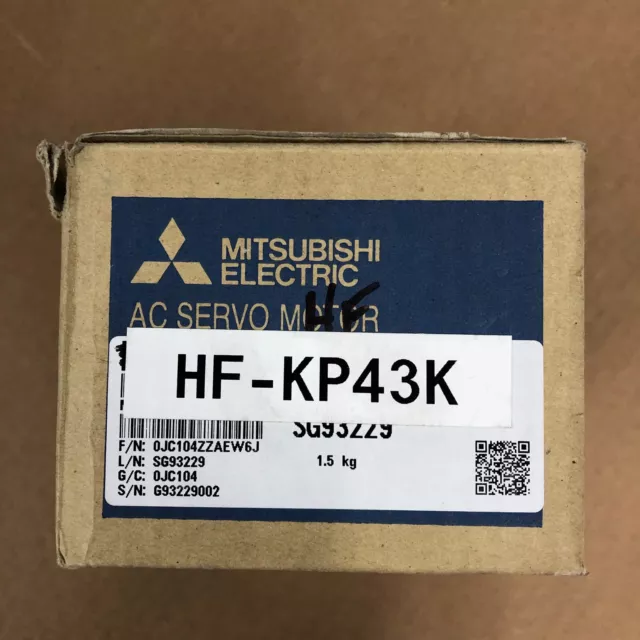 MITSUBISHI
ELECTRIC
AC SERVO MOTOR
HF
HF-KP43K
SG93229
F/N: 0JC104ZZAEW6J
L/N: SG93229
1.5 kg
G/C: 0JC104
S/N: G93229002